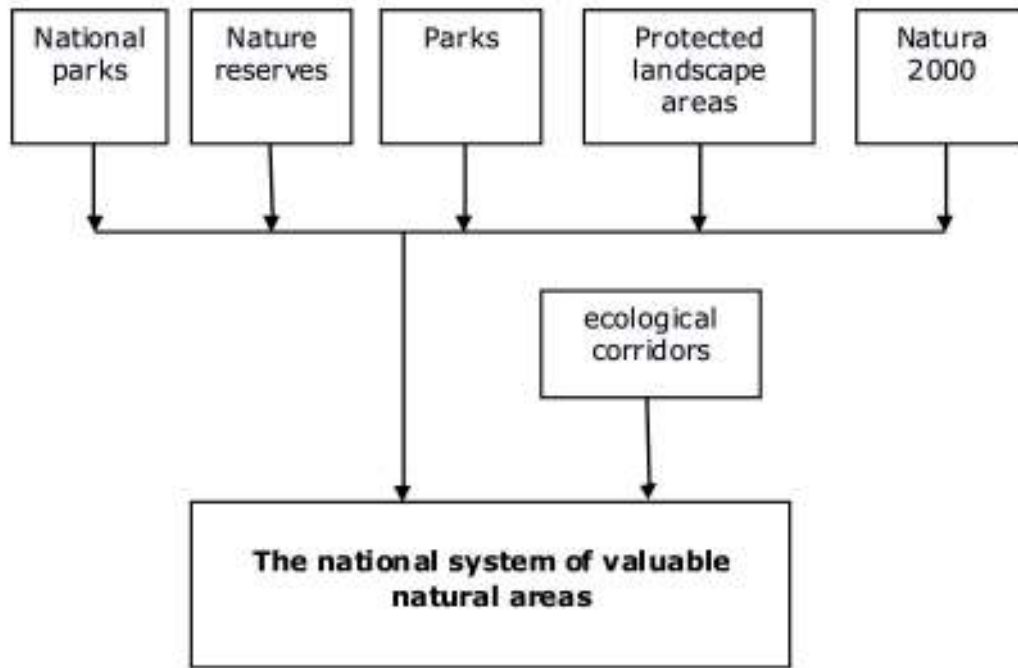 National
parks
Nature
reserves
Parks
Protected
landscape
areas
Natura
2000
ecological
corridors
The national system of valuable
natural areas